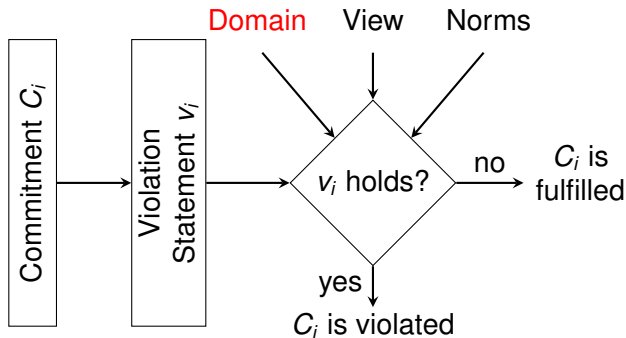 Domain View Norms
Commitment C_i
Violation
Statement v_i
v_i holds?
no
C_i is
fulfilled
yes
C_i is violated